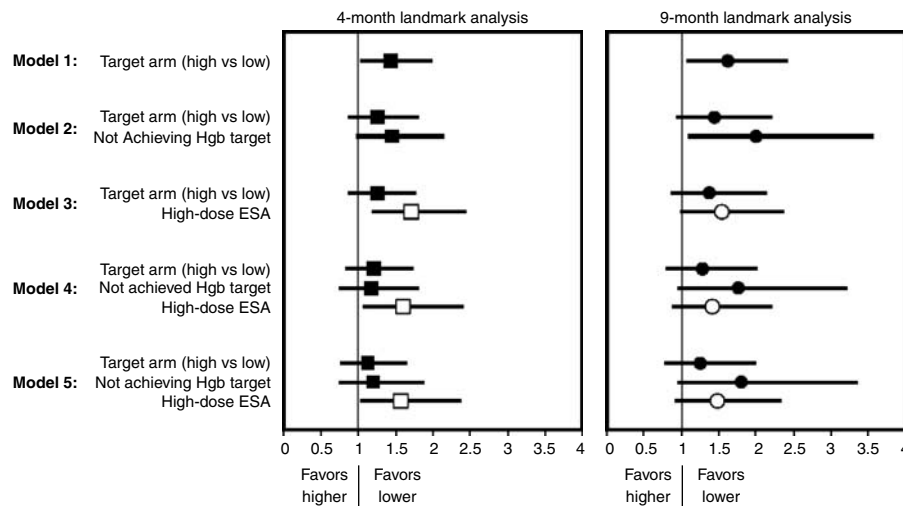 4-month landmark analysis
9-month landmark analysis
Model 1:
Target arm (high vs low)
Model 2:
Target arm (high vs low)
Not Achieving Hgb target
Model 3:
Target arm (high vs low)
High-dose ESA
Model 4:
Target arm (high vs low)
Not achieved Hgb target
High-dose ESA
Model 5:
Target arm (high vs low)
Not achieving Hgb target
High-dose ESA
0 0.5 1 1.5 2 2.5 3 3.5 4
0 0.5 1 1.5 2 2.5 3 3.5 4
Favors higher
Favors lower
Favors higher
Favors lower